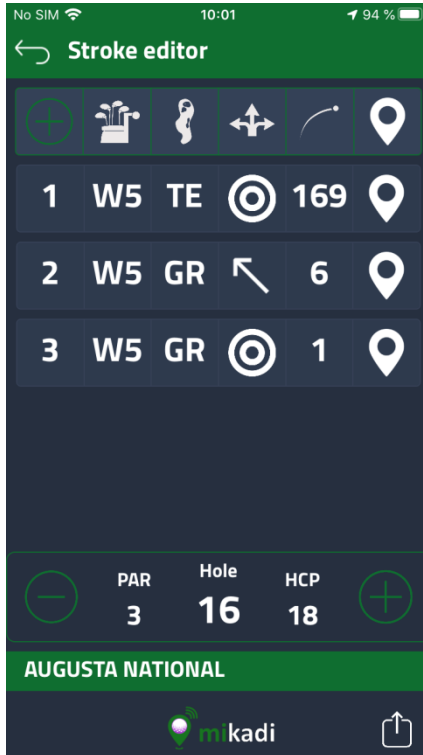 No SIM 10:01 94 %
Stroke editor
1 W5 TE 169
2 W5 GR 6
3 W5 GR 1
PAR Hole HCP
3 16 18
AUGUSTA NATIONAL
mikadi